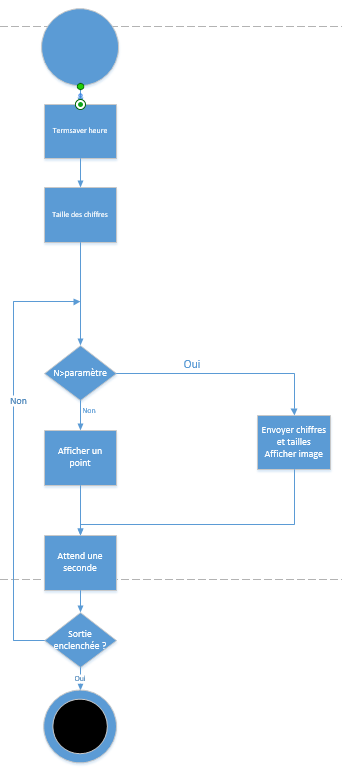 Termsaver heure
Taille des chiffres
N>paramètre
Oui
Non
Non
Afficher un
point
Envoyer chiffres
et tailles
Afficher image
Attend une
seconde
Sortie
enclenchée ?
Oui